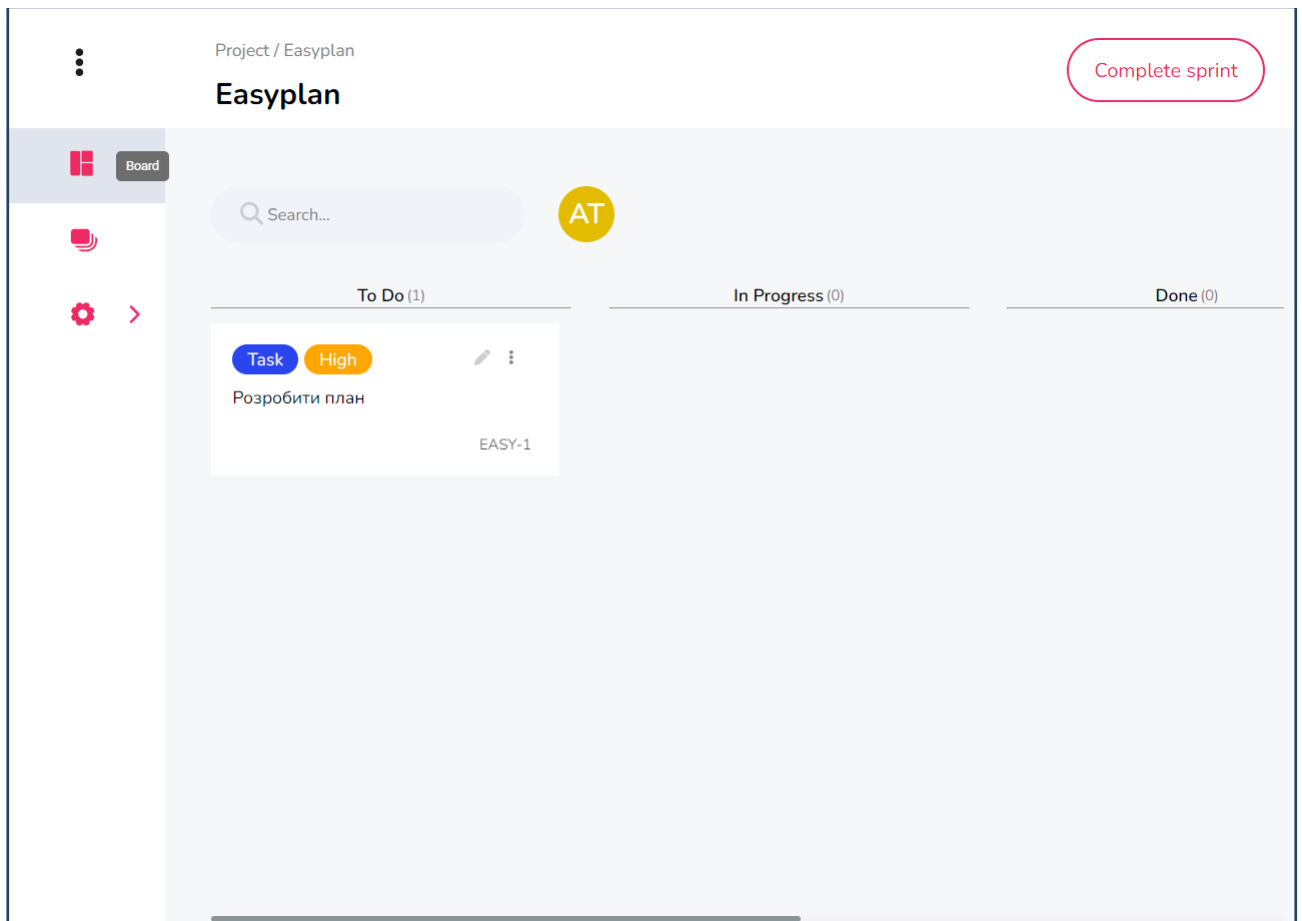 Project / Easyplan
Easyplan
Complete sprint
Board
Search...
AT
To Do (1)
In Progress (0)
Done (0)
Task High
Розробити план
EASY-1